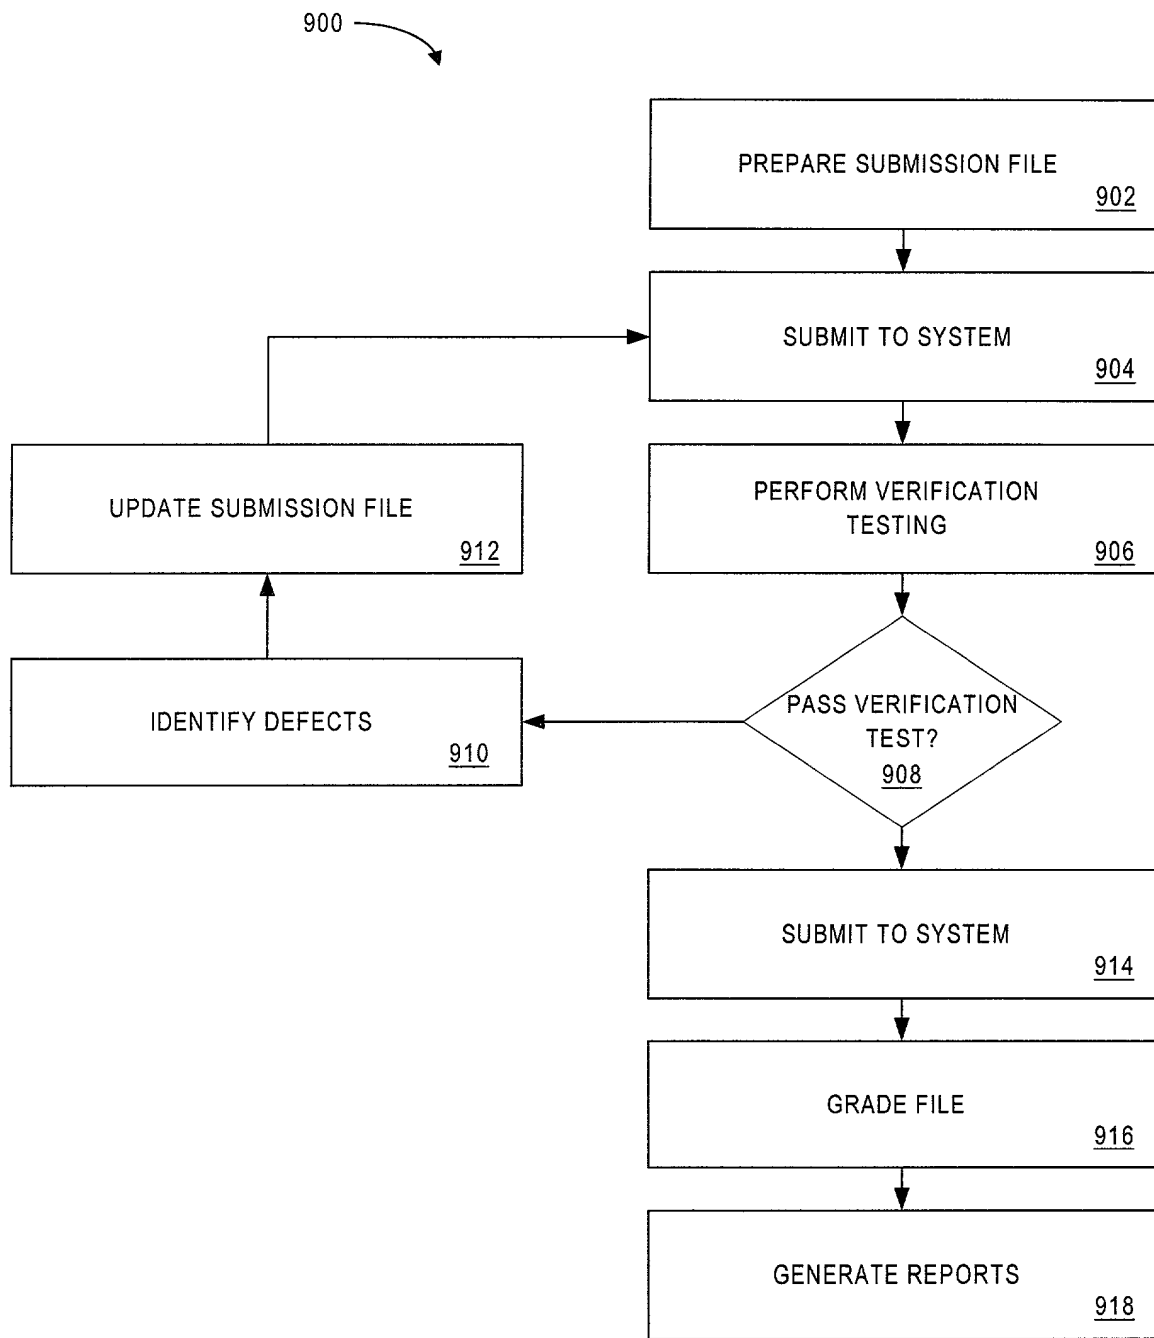 900
PREPARE SUBMISSION FILE
902
SUBMIT TO SYSTEM
904
PERFORM VERIFICATION
TESTING
906
UPDATE SUBMISSION FILE
912
PASS VERIFICATION
TEST?
908
IDENTIFY DEFECTS
910
SUBMIT TO SYSTEM
914
GRADE FILE
916
GENERATE REPORTS
918